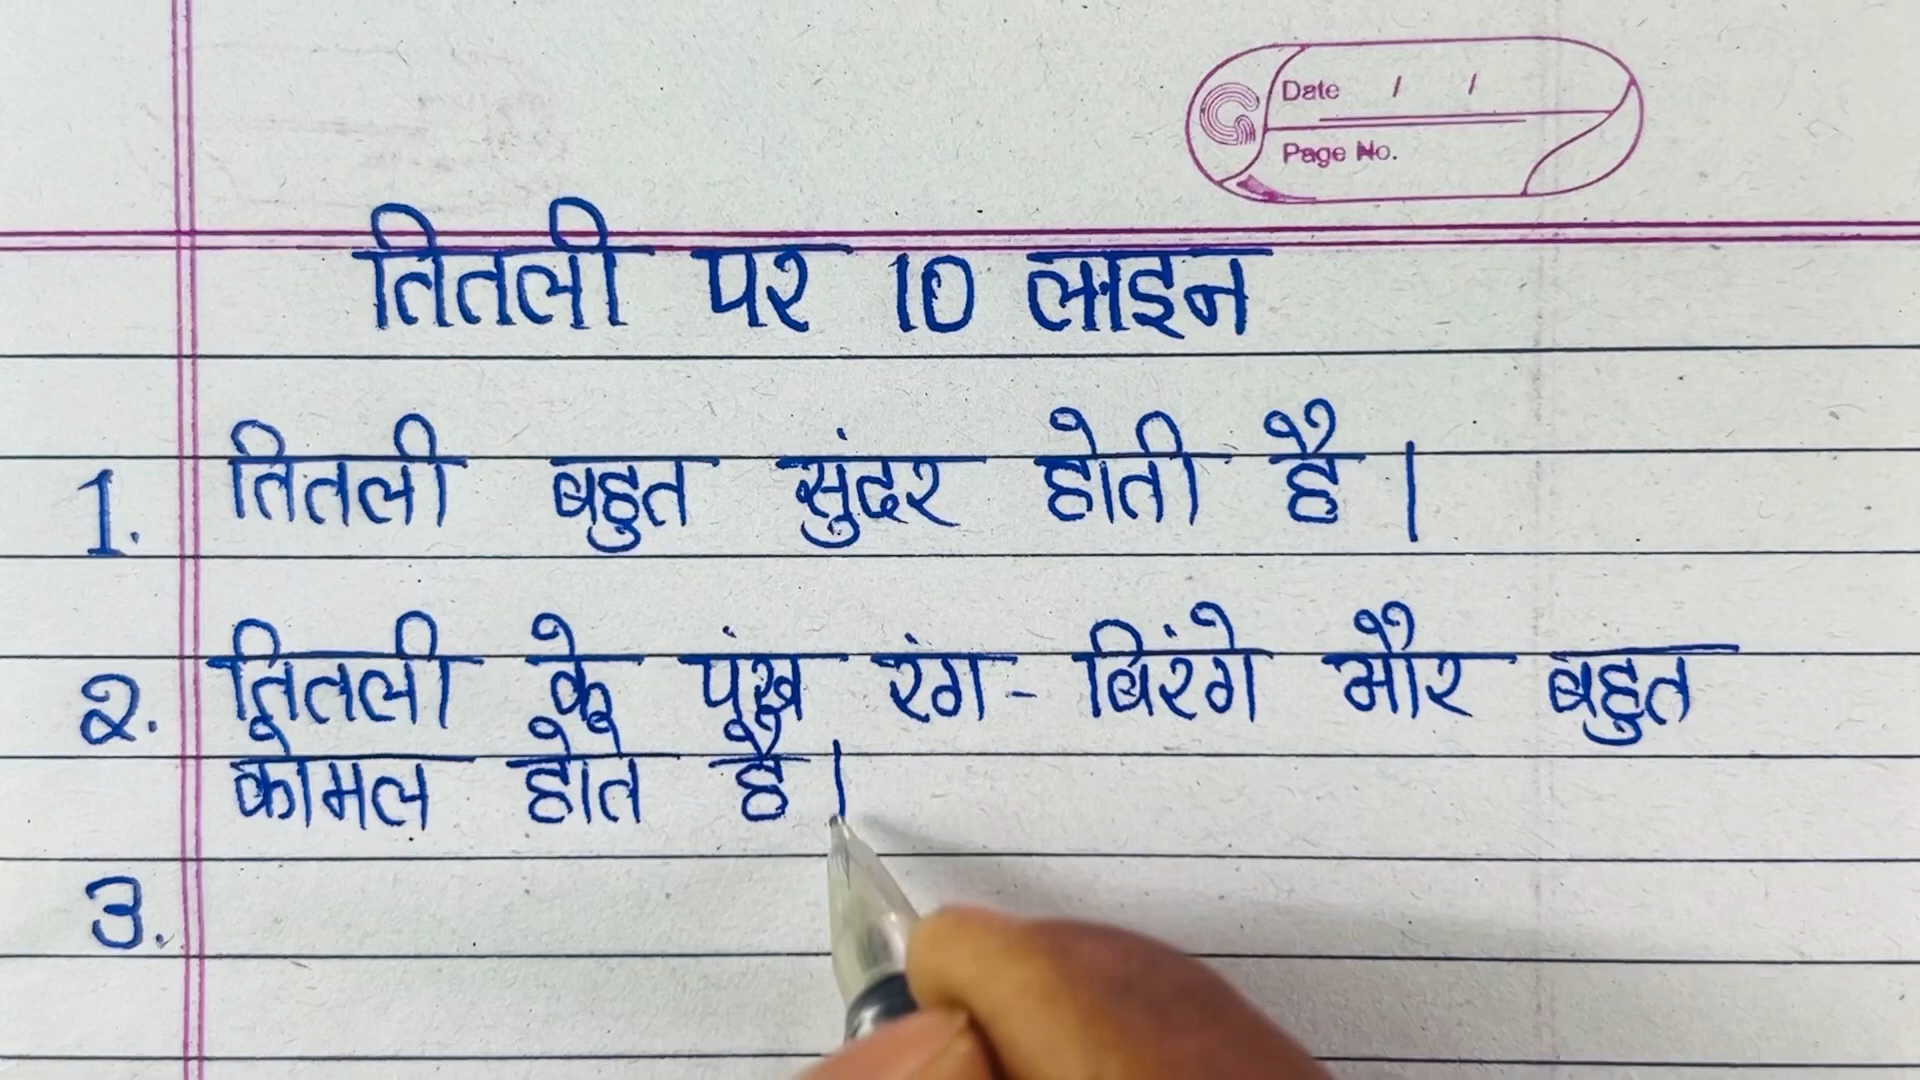 Date / /
Page No.
तितली पर 10 लाइन
1. तितली बहुत सुंदर होती है।
2. तितली के पंख रंग-बिरंगे और बहुत
कोमल होते है।
3.